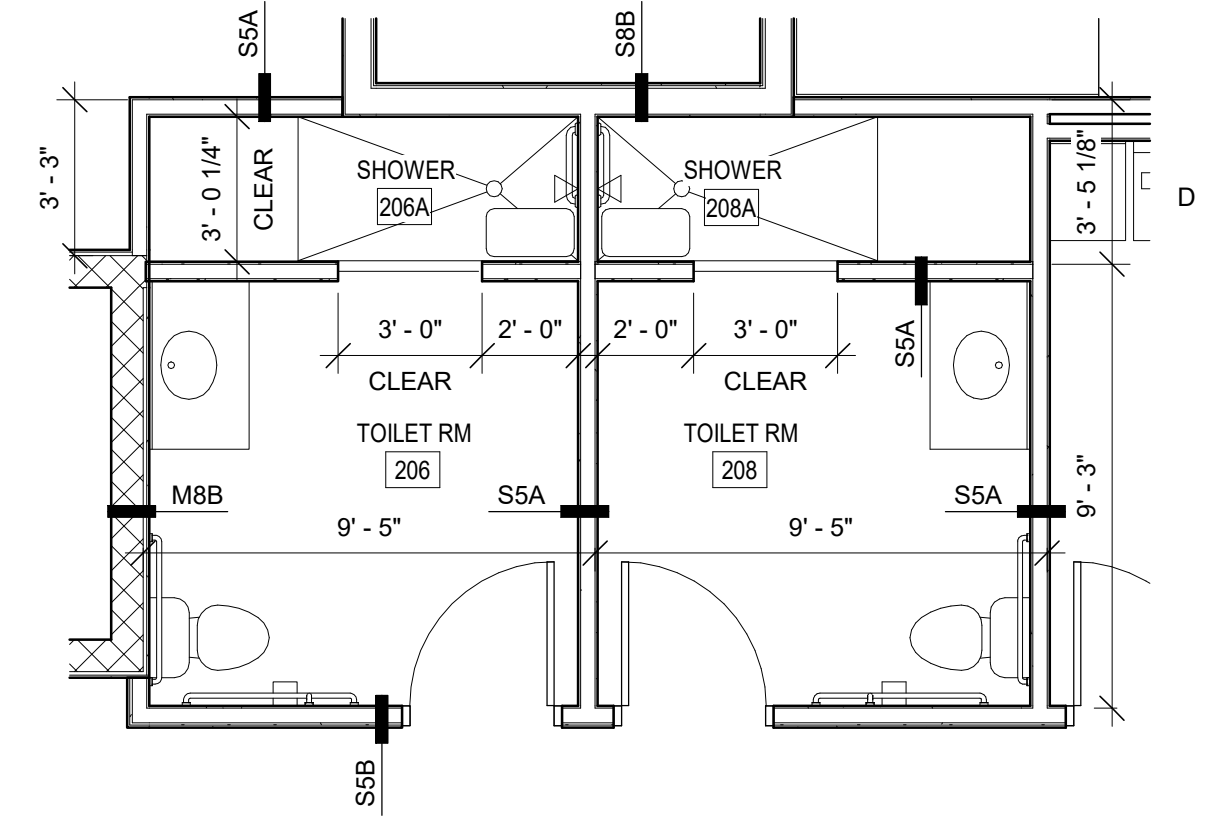 S5A
S8B
3' - 3"
3' - 0 1/4"
CLEAR
SHOWER
206A
SHOWER
208A
3' - 5 1/8"
D
3' - 0"
2' - 0"
2' - 0"
3' - 0"
S5A
CLEAR
CLEAR
TOILET RM
206
TOILET RM
208
M8B
S5A
S5A
9' - 3"
9' - 5"
9' - 5"
S5B